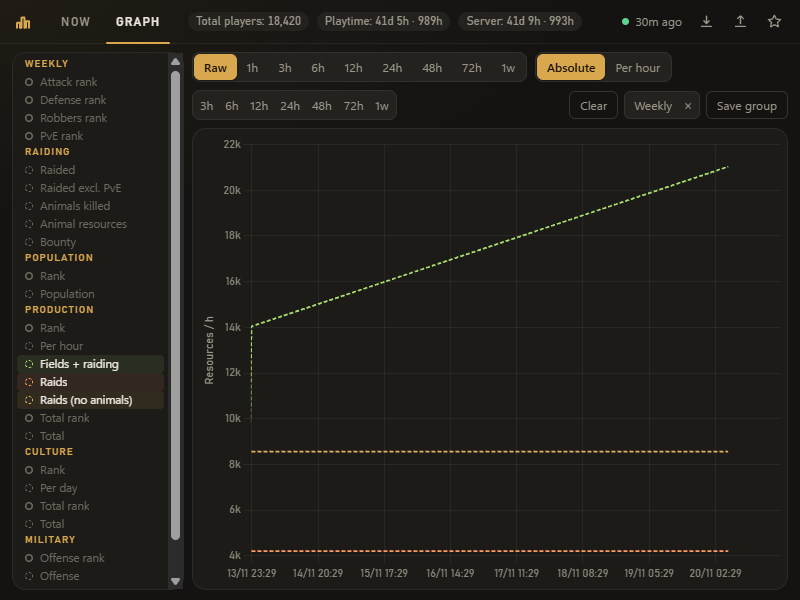 NOW GRAPH Total players: 18,420 Playtime: 41d 5h · 989h Server: 41d 9h · 993h 30m ago
WEEKLY
Attack rank
Defense rank
Robbers rank
PvE rank
RAIDING
Raided
Raided excl. PvE
Animals killed
Animal resources
Bounty
POPULATION
Rank
Population
PRODUCTION
Rank
Per hour
Fields + raiding
Raids
Raids (no animals)
Total rank
Total
CULTURE
Rank
Per day
Total rank
Total
MILITARY
Offense rank
Offense
Raw 1h 3h 6h 12h 24h 48h 72h 1w Absolute Per hour
3h 6h 12h 24h 48h 72h 1w Clear Weekly × Save group
22k
20k
18k
16k
14k
12k
10k
8k
6k
4k
Resources / h
13/11 23:29 14/11 20:29 15/11 17:29 16/11 14:29 17/11 11:29 18/11 08:29 19/11 05:29 20/11 02:29